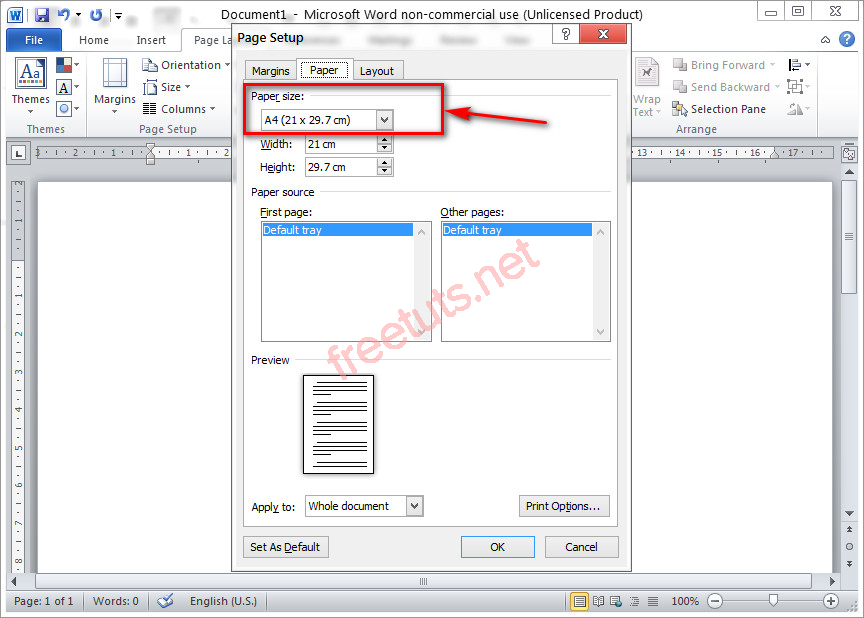 Document1 - Microsoft Word non-commercial use (Unlicensed Product)
File Home Insert Page La
Page Setup
Margins Paper Layout
Themes
Margins
Orientation
Size
Columns
Themes
Page Setup
Wrap
Text
Bring Forward
Send Backward
Selection Pane
Arrange
Paper size:
A4 (21 x 29.7 cm)
Width: 21 cm
Height: 29.7 cm
Paper source
First page: Other pages:
Default tray Default tray
freetuts.net
Preview
Apply to: Whole document Print Options...
Set As Default OK Cancel
Page: 1 of 1 Words: 0 English (U.S.) 100%